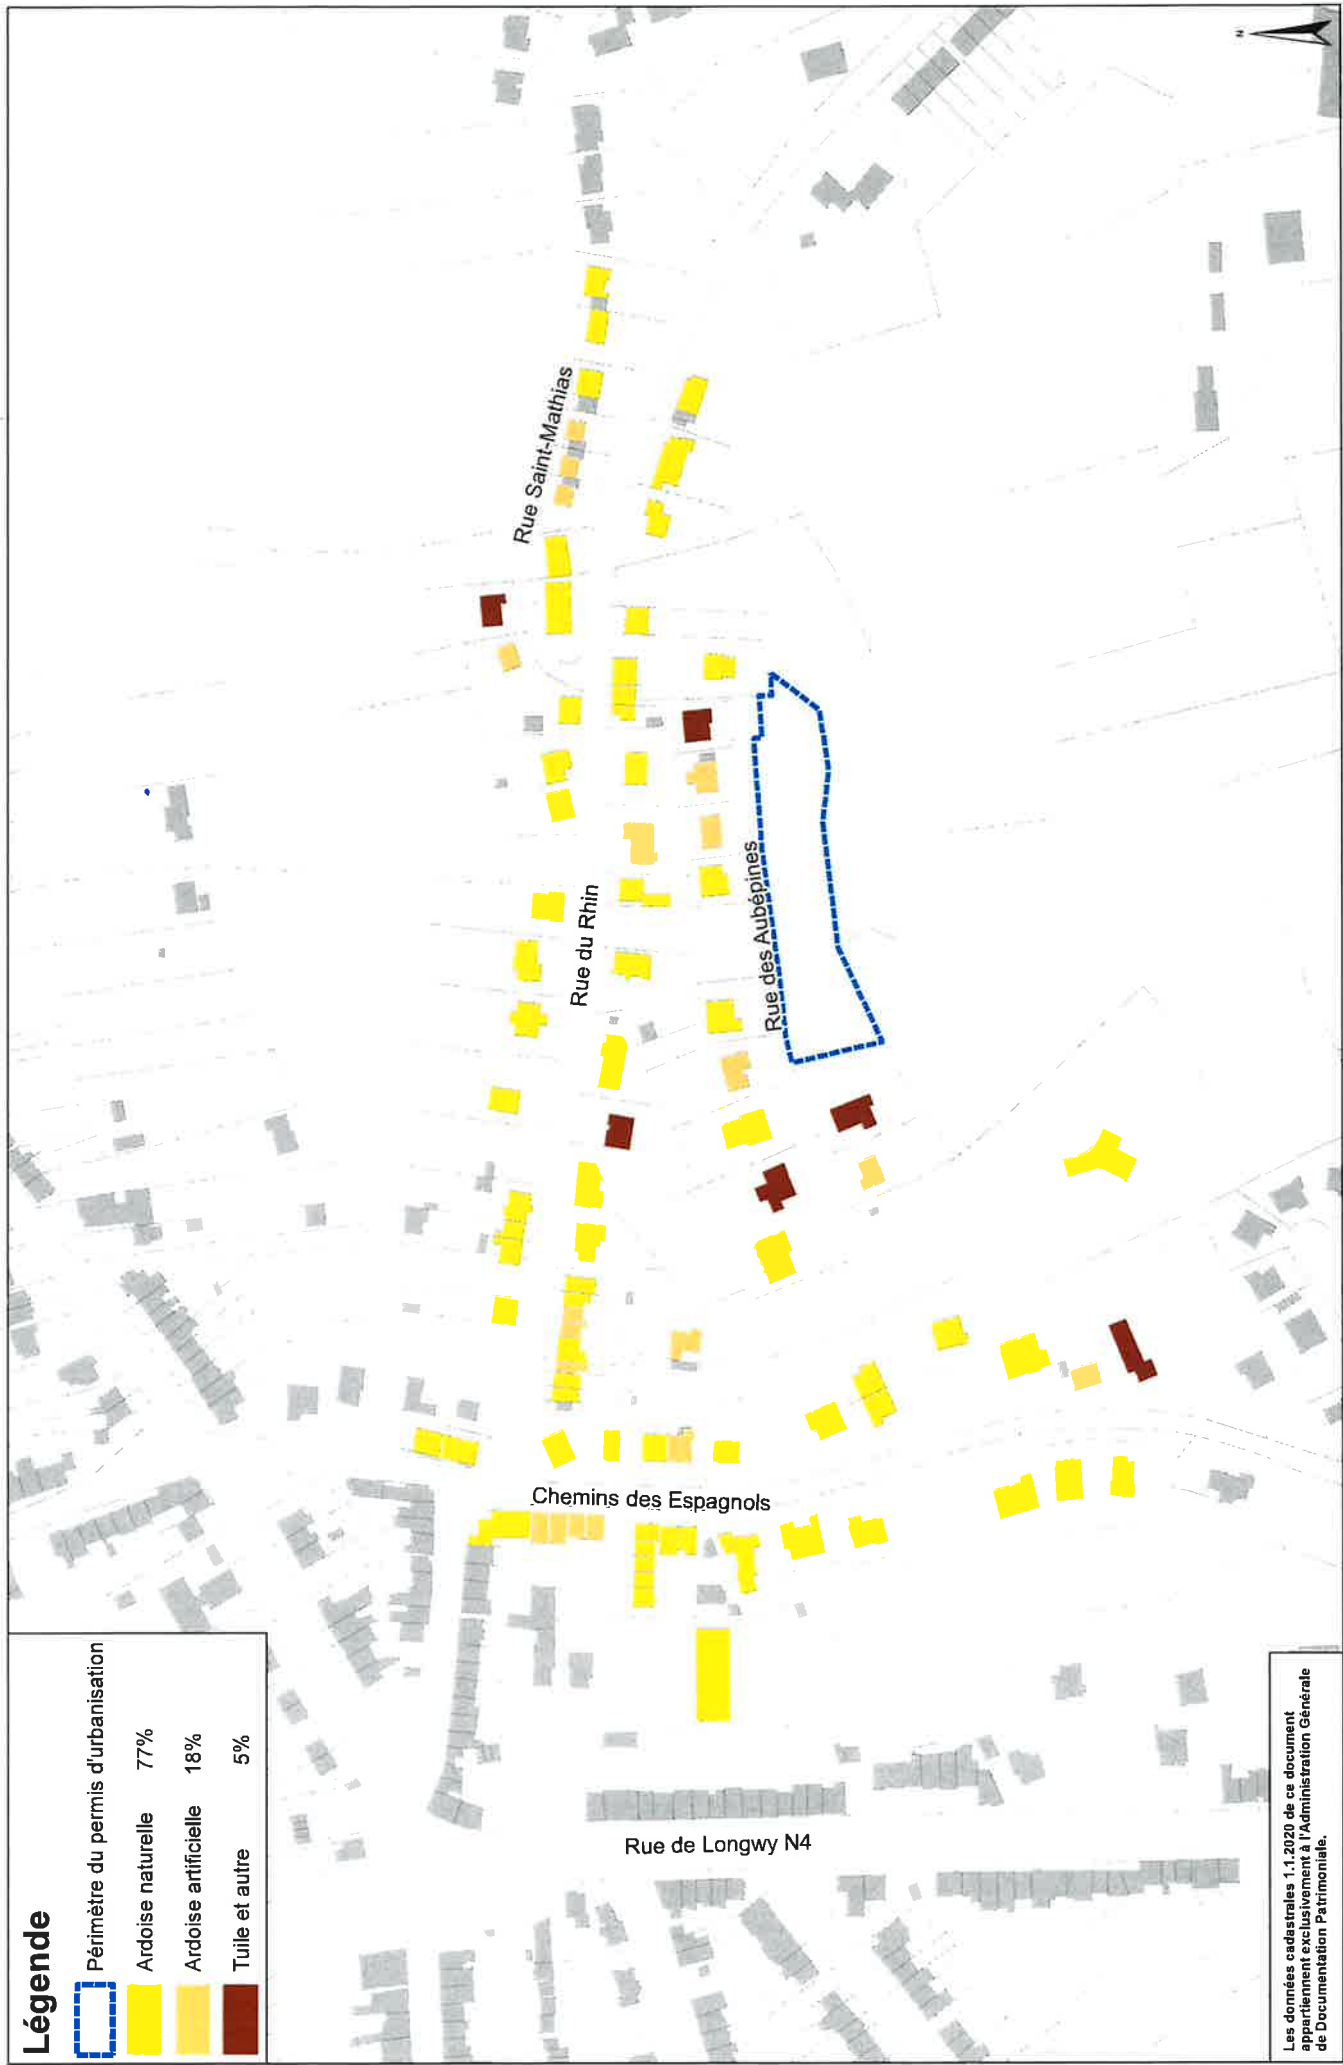 Légende
Périmètre du permis d'urbanisation
Ardoise naturelle 77%
Ardoise artificielle 18%
Tuile et autre 5%
Rue Saint-Mathias
Rue du Rhin
Rue des Aubépines
Chemins des Espagnols
Rue de Longwy N4
N
Les données cadastrales 1.1.2020 de ce document
appartiennent exclusivement à l'Administration Générale
de Documentation Patrimoniale.